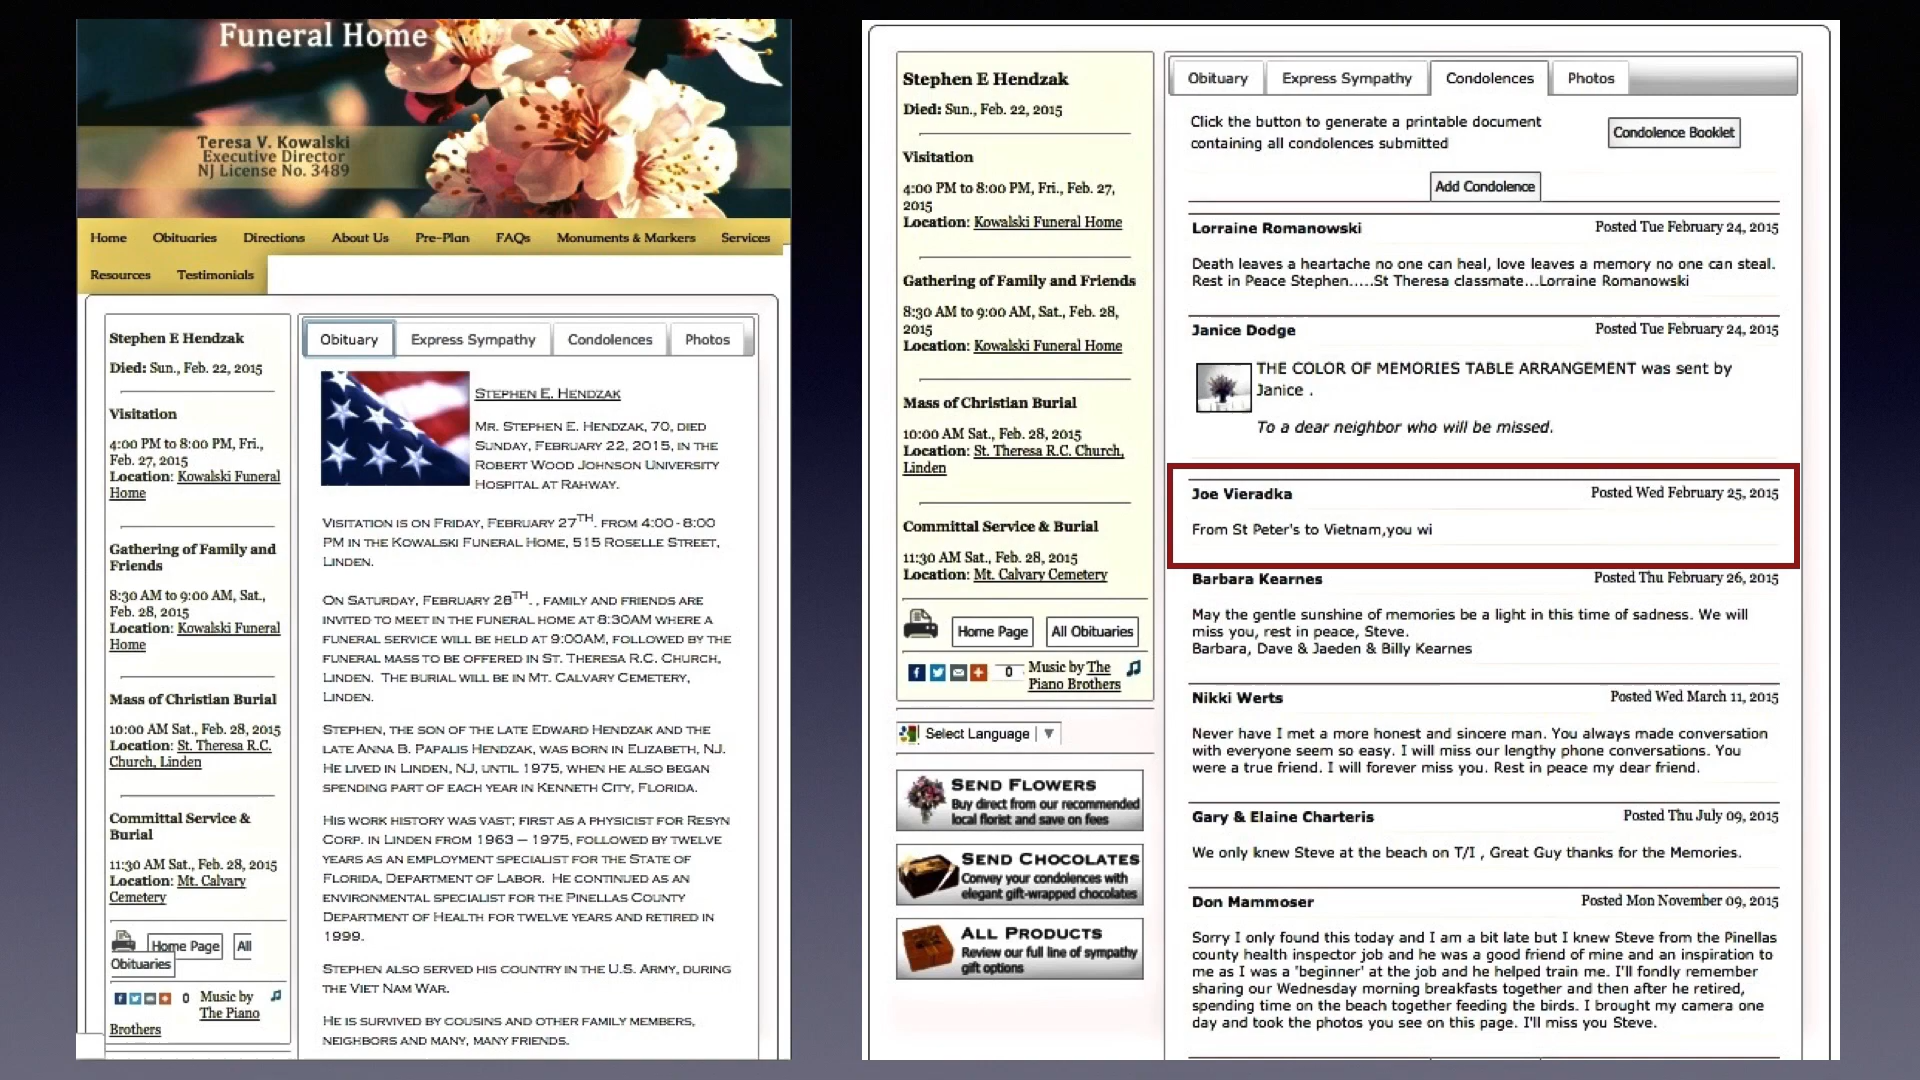 Funeral Home
Teresa V. Kowalski
Executive Director
NJ License No. 3489
Home Obituaries Directions About Us Pre-Plan FAQs Monuments & Markers Services
Resources Testimonials
Stephen E Hendzak
Died: Sun., Feb. 22, 2015
Visitation
4:00 PM to 8:00 PM, Fri.,
Feb. 27, 2015
Location: Kowalski Funeral
Home
Gathering of Family and
Friends
8:30 AM to 9:00 AM, Sat.,
Feb. 28, 2015
Location: Kowalski Funeral
Home
Mass of Christian Burial
10:00 AM Sat., Feb. 28, 2015
Location: St. Theresa R.C.
Church, Linden
Committal Service &
Burial
11:30 AM Sat., Feb. 28, 2015
Location: Mt. Calvary
Cemetery
Home Page All
Obituaries
0 Music by
The Piano
Brothers
Obituary Express Sympathy Condolences Photos
STEPHEN E. HENDZAK
MR. STEPHEN E. HENDZAK, 70, DIED
SUNDAY, FEBRUARY 22, 2015, IN THE
ROBERT WOOD JOHNSON UNIVERSITY
HOSPITAL AT RAHWAY.
VISITATION IS ON FRIDAY, FEBRUARY 27TH. FROM 4:00-8:00
PM IN THE KOWALSKI FUNERAL HOME, 515 ROSELLE STREET,
LINDEN.
ON SATURDAY, FEBRUARY 28TH. , FAMILY AND FRIENDS ARE
INVITED TO MEET IN THE FUNERAL HOME AT 8:30AM WHERE A
FUNERAL SERVICE WILL BE HELD AT 9:00AM, FOLLOWED BY THE
FUNERAL MASS TO BE OFFERED IN ST. THERESA R.C. CHURCH,
LINDEN. THE BURIAL WILL BE IN MT. CALVARY CEMETERY,
LINDEN.
STEPHEN, THE SON OF THE LATE EDWARD HENDZAK AND THE
LATE ANNA B. PAPALIS HENDZAK, WAS BORN IN ELIZABETH, NJ.
HE LIVED IN LINDEN, NJ, UNTIL 1975, WHEN HE ALSO BEGAN
SPENDING PART OF EACH YEAR IN KENNETH CITY, FLORIDA.
HIS WORK HISTORY WAS VAST; FIRST AS A PHYSICIST FOR RESYN
CORP. IN LINDEN FROM 1963 – 1975, FOLLOWED BY TWELVE
YEARS AS AN EMPLOYMENT SPECIALIST FOR THE STATE OF
FLORIDA, DEPARTMENT OF LABOR. HE CONTINUED AS AN
ENVIRONMENTAL SPECIALIST FOR THE PINELLAS COUNTY
DEPARTMENT OF HEALTH FOR TWELVE YEARS AND RETIRED IN
1999.
STEPHEN ALSO SERVED HIS COUNTRY IN THE U.S. ARMY, DURING
THE VIET NAM WAR.
HE IS SURVIVED BY COUSINS AND OTHER FAMILY MEMBERS,
NEIGHBORS AND MANY, MANY FRIENDS.
Stephen E Hendzak
Died: Sun., Feb. 22, 2015
Visitation
4:00 PM to 8:00 PM, Fri., Feb. 27,
2015
Location: Kowalski Funeral Home
Gathering of Family and Friends
8:30 AM to 9:00 AM, Sat., Feb. 28,
2015
Location: Kowalski Funeral Home
Mass of Christian Burial
10:00 AM Sat., Feb. 28, 2015
Location: St. Theresa R.C. Church,
Linden
Committal Service & Burial
11:30 AM Sat., Feb. 28, 2015
Location: Mt. Calvary Cemetery
Home Page All Obituaries
0 Music by The
Piano Brothers
Select Language
SEND FLOWERS
Buy direct from our recommended
local florist and save on fees
SEND CHOCOLATES
Convey your condolences with
elegant gift-wrapped chocolates
ALL PRODUCTS
Review our full line of sympathy
gift options
Obituary Express Sympathy Condolences Photos
Click the button to generate a printable document
containing all condolences submitted
Condolence Booklet
Add Condolence
Lorraine Romanowski Posted Tue February 24, 2015
Death leaves a heartache no one can heal, love leaves a memory no one can steal.
Rest in Peace Stephen.....St Theresa classmate...Lorraine Romanowski
Janice Dodge Posted Tue February 24, 2015
THE COLOR OF MEMORIES TABLE ARRANGEMENT was sent by
Janice .
To a dear neighbor who will be missed.
Joe Vieradka Posted Wed February 25, 2015
From St Peter's to Vietnam,you wi
Barbara Kearnes Posted Thu February 26, 2015
May the gentle sunshine of memories be a light in this time of sadness. We will
miss you, rest in peace, Steve.
Barbara, Dave & Jaeden & Billy Kearnes
Nikki Werts Posted Wed March 11, 2015
Never have I met a more honest and sincere man. You always made conversation
with everyone seem so easy. I will miss our lengthy phone conversations. You
were a true friend. I will forever miss you. Rest in peace my dear friend.
Gary & Elaine Charteris Posted Thu July 09, 2015
We only knew Steve at the beach on T/I , Great Guy thanks for the Memories.
Don Mammoser Posted Mon November 09, 2015
Sorry I only found this today and I am a bit late but I knew Steve from the Pinellas
county health inspector job and he was a good friend of mine and an inspiration to
me as I was a 'beginner' at the job and he helped train me. I'll fondly remember
sharing our Wednesday morning breakfasts together and then after he retired,
spending time on the beach together feeding the birds. I brought my camera one
day and took the photos you see on this page. I'll miss you Steve.